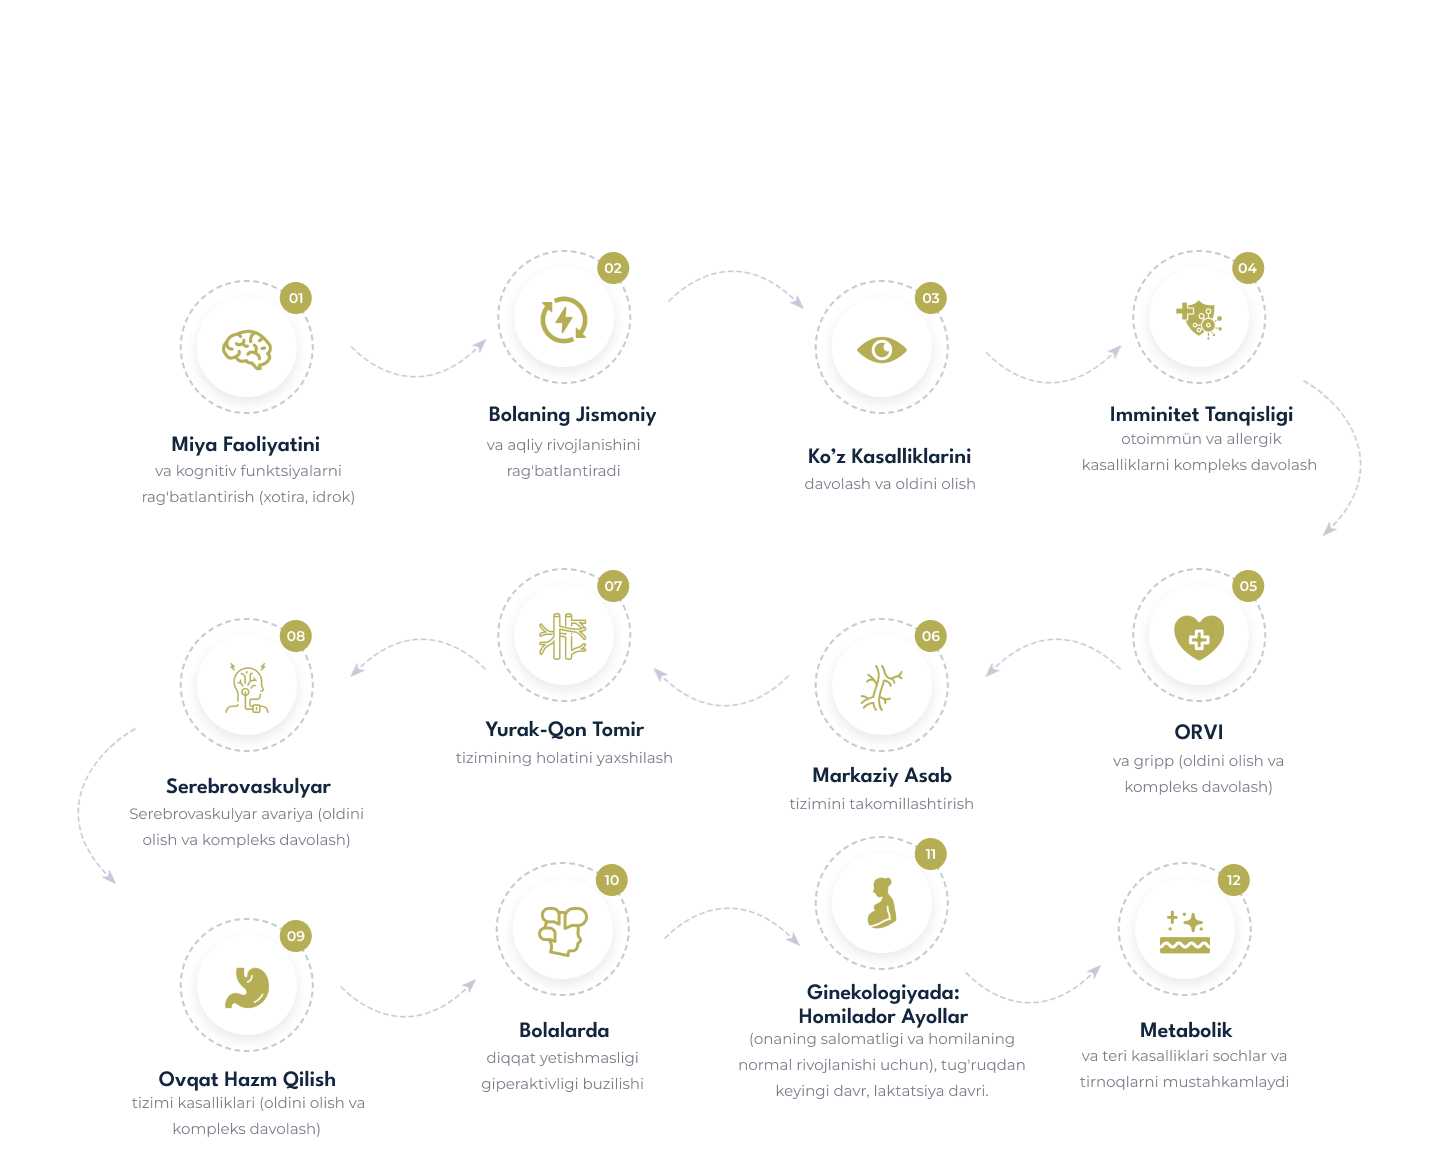 01
Miya Faoliyatini
va kognitiv funktsiyalarni
rag'batlantirish (xotira, idrok)
02
Bolaning Jismoniy
va aqliy rivojlanishini
rag'batlantiradi
03
Ko’z Kasalliklarini
davolash va oldini olish
04
Imminitet Tanqisligi
otoimmün va allergik
kasalliklarni kompleks davolash
05
ORVI
va gripp (oldini olish va
kompleks davolash)
06
Markaziy Asab
tizimini takomillashtirish
07
Yurak-Qon Tomir
tizimining holatini yaxshilash
08
Serebrovaskulyar
Serebrovaskulyar avariya (oldini
olish va kompleks davolash)
09
Ovqat Hazm Qilish
tizimi kasalliklari (oldini olish va
kompleks davolash)
10
Bolalarda
diqqat yetishmasligi
giperaktivligi buzilishi
11
Ginekologiyada:
Homilador Ayollar
(onaning salomatligi va homilaning
normal rivojlanishi uchun), tug'ruqdan
keyingi davr, laktatsiya davri.
12
Metabolik
va teri kasalliklari sochlar va
tirnoqlarni mustahkamlaydi